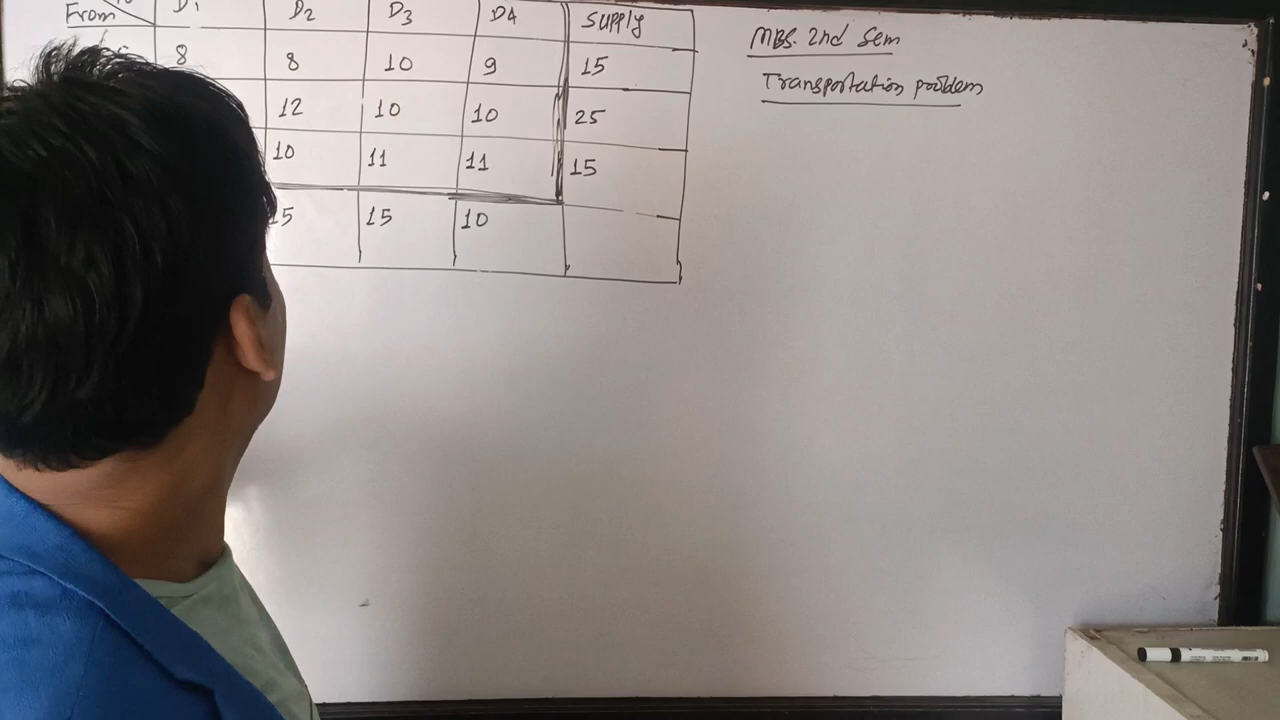 From D1 D2 D3 D4 Supply
8 8 10 9 15
12 10 10 25
10 11 11 15
15 15 10
MBS. 2nd Sem
Transportation problem